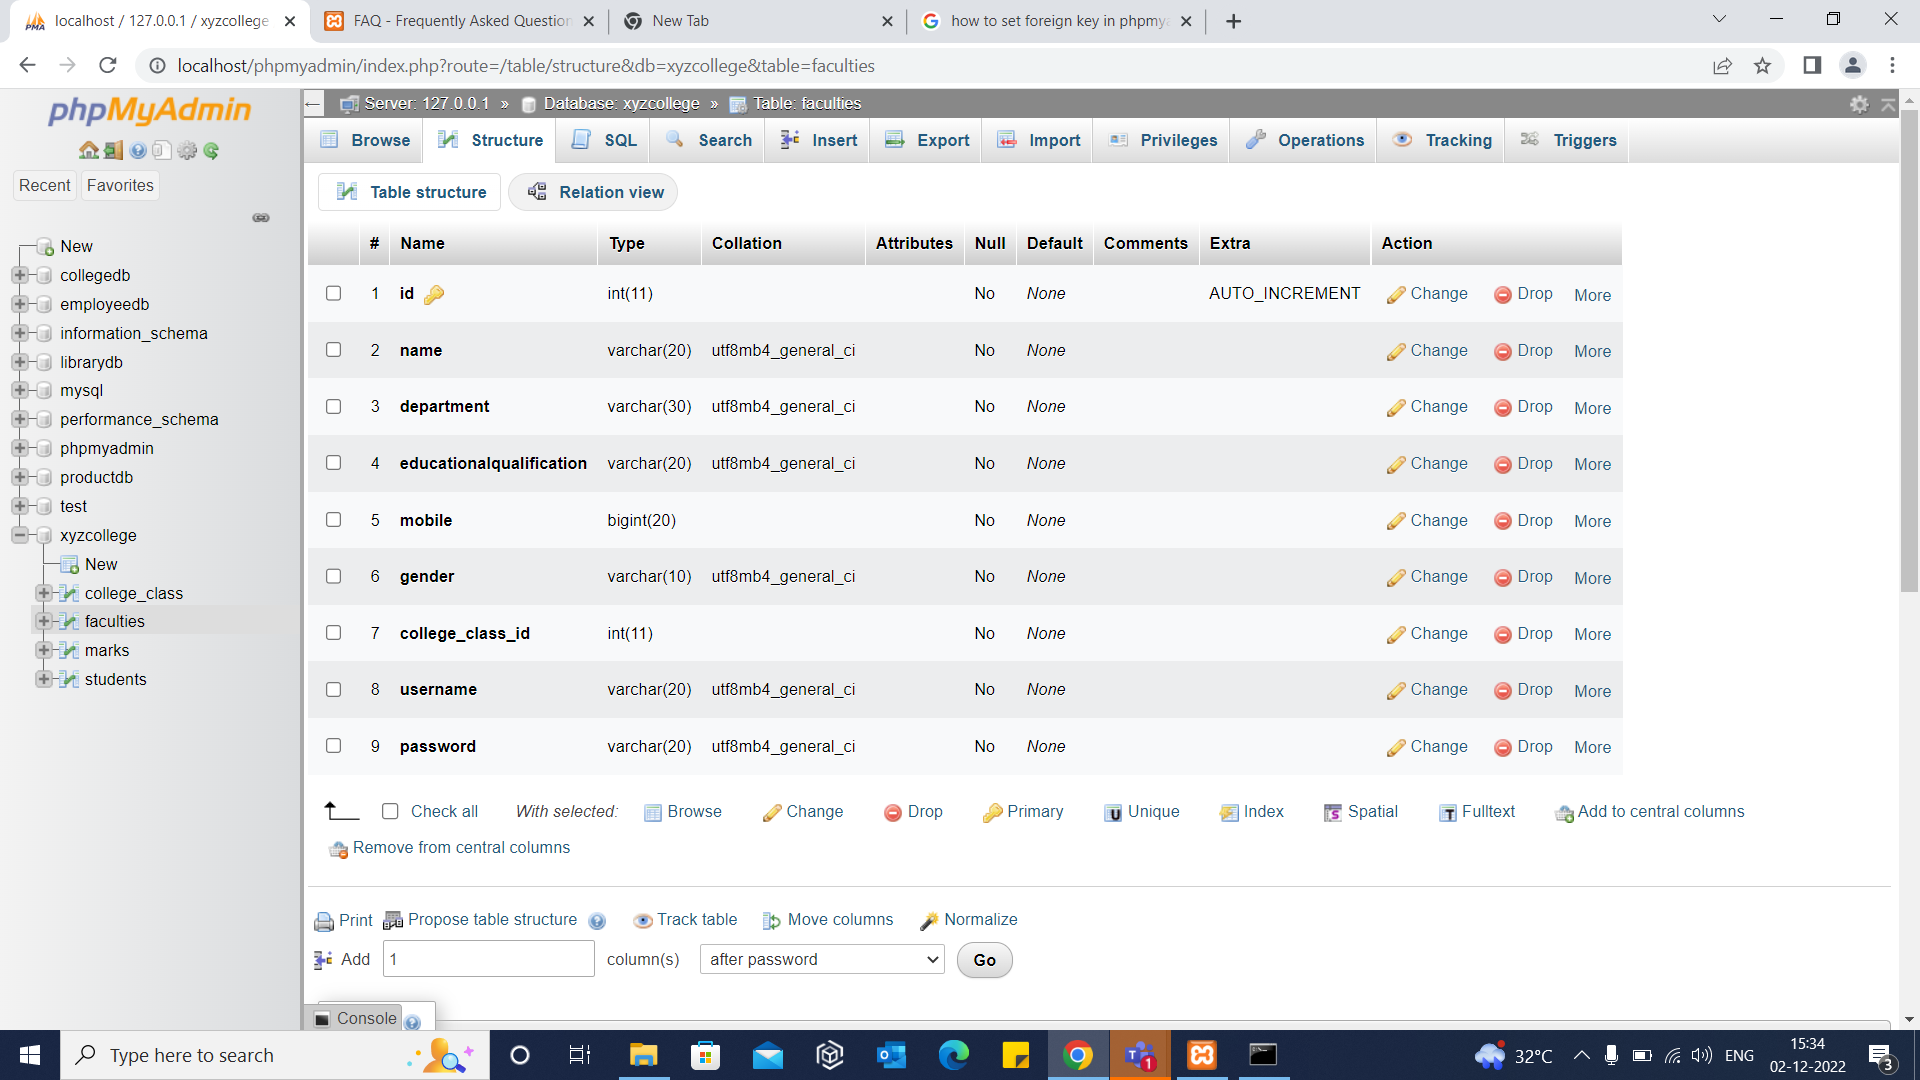 localhost / 127.0.0.1 / xyzcollege
FAQ - Frequently Asked Question
New Tab
how to set foreign key in phpmya
localhost/phpmyadmin/index.php?route=/table/structure&db=xyzcollege&table=faculties
phpMyAdmin
Recent Favorites
New
collegedb
employeedb
information_schema
librarydb
mysql
performance_schema
phpmyadmin
productdb
test
xyzcollege
New
college_class
faculties
marks
students
Server: 127.0.0.1 » Database: xyzcollege » Table: faculties
Browse Structure SQL Search Insert Export Import Privileges Operations Tracking Triggers
Table structure Relation view
# Name Type Collation Attributes Null Default Comments Extra Action
1 id int(11) No None AUTO_INCREMENT Change Drop More
2 name varchar(20) utf8mb4_general_ci No None Change Drop More
3 department varchar(30) utf8mb4_general_ci No None Change Drop More
4 educationalqualification varchar(20) utf8mb4_general_ci No None Change Drop More
5 mobile bigint(20) No None Change Drop More
6 gender varchar(10) utf8mb4_general_ci No None Change Drop More
7 college_class_id int(11) No None Change Drop More
8 username varchar(20) utf8mb4_general_ci No None Change Drop More
9 password varchar(20) utf8mb4_general_ci No None Change Drop More
Check all With selected: Browse Change Drop Primary Unique Index Spatial Fulltext Add to central columns
Remove from central columns
Print Propose table structure Track table Move columns Normalize
Add 1 column(s) after password Go
Console
Type here to search
1
32°C
ENG
15:34
02-12-2022
3